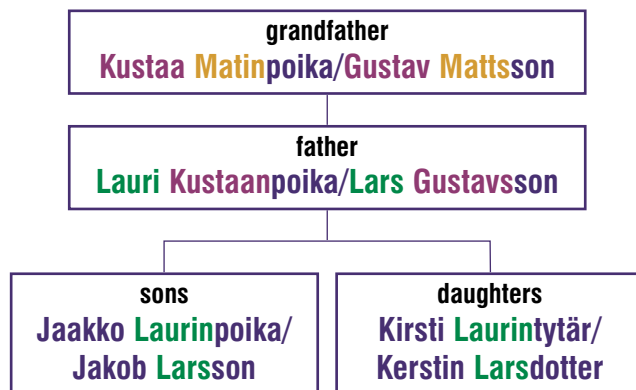 grandfather
Kustaa Matinpoika/Gustav Mattsson
father
Lauri Kustaanpoika/Lars Gustavsson
sons
Jaakko Laurinpoika/
Jakob Larsson
daughters
Kirsti Laurintytär/
Kerstin Larsdotter